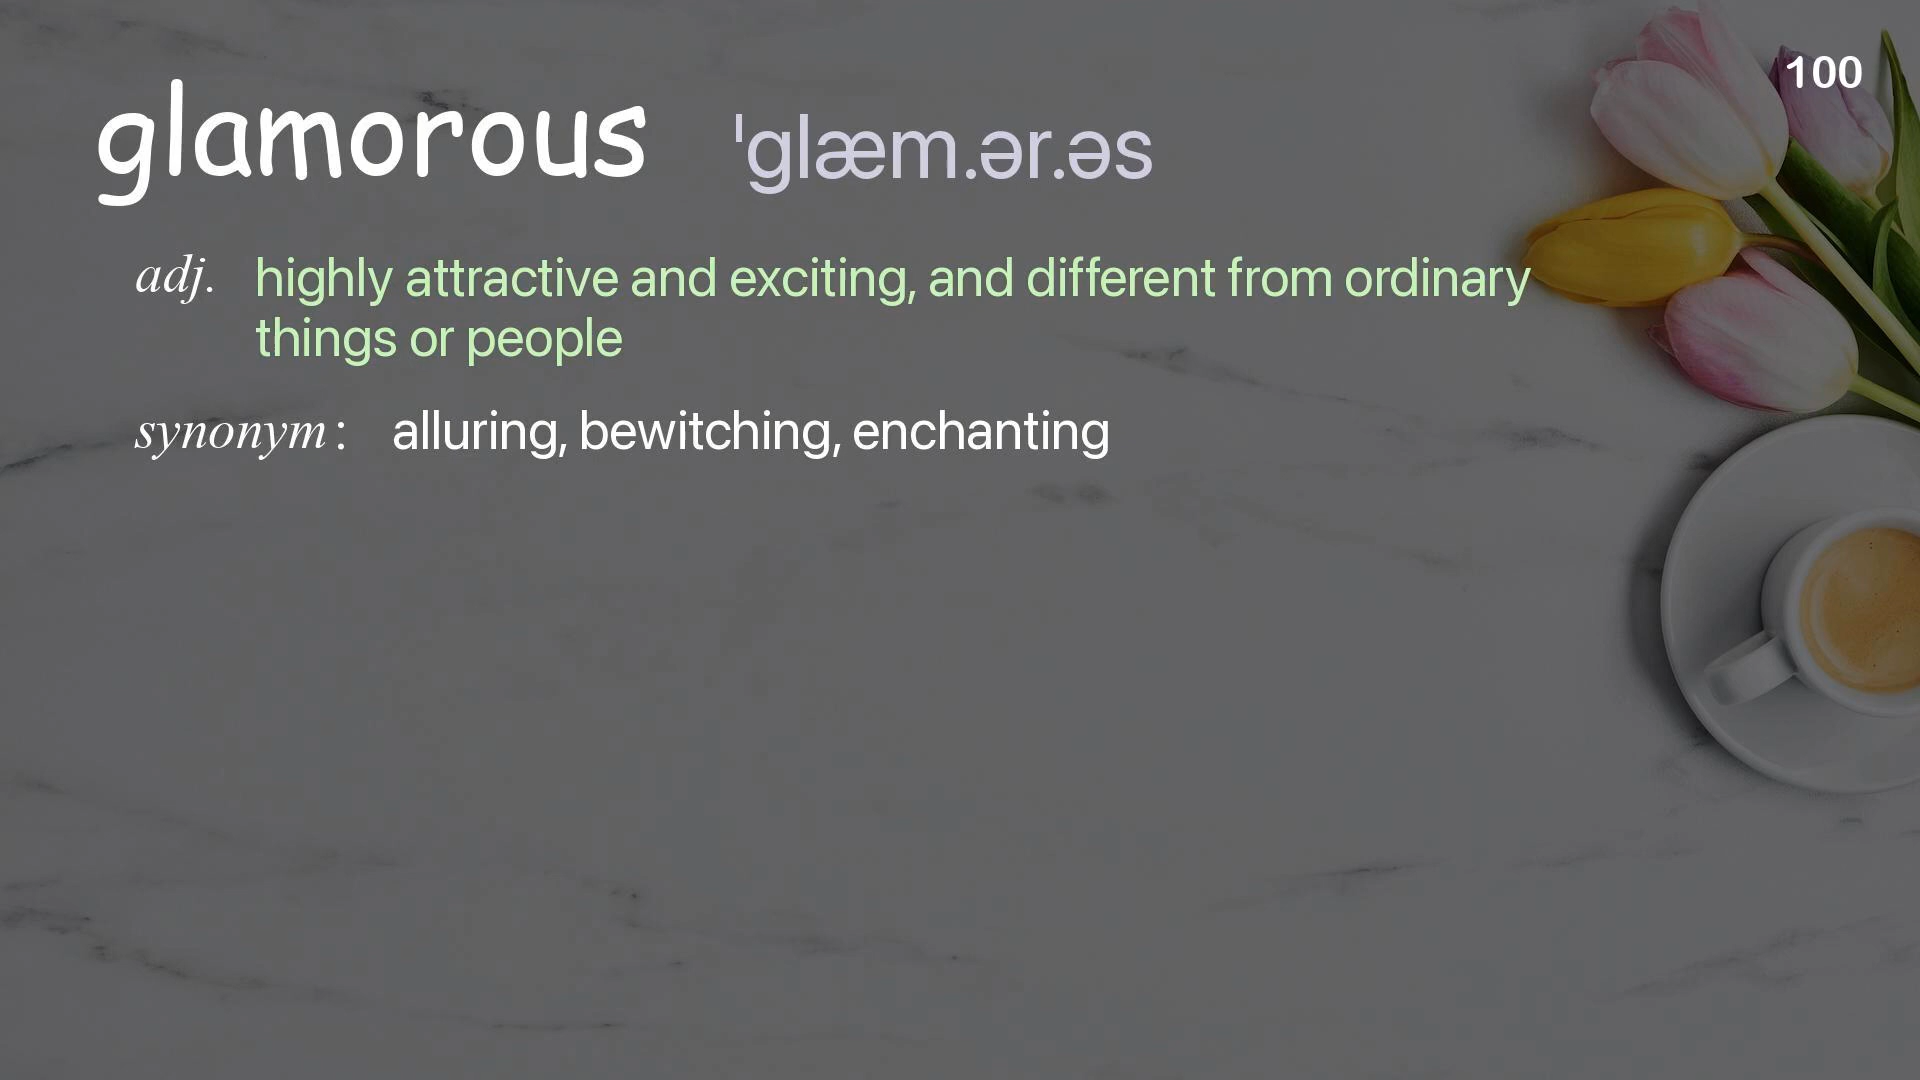 100
glamorous ˈglæm.ər.əs
adj. highly attractive and exciting, and different from ordinary
things or people
synonym: alluring, bewitching, enchanting